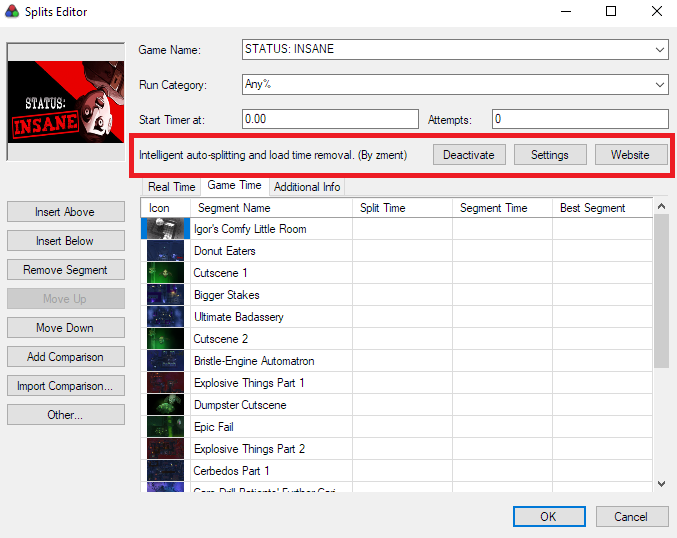 Splits Editor
STATUS:
INSANE
Game Name:
STATUS: INSANE
Run Category:
Any%
Start Timer at:
0.00
Attempts:
0
Intelligent auto-splitting and load time removal. (By zment)
Deactivate
Settings
Website
Real Time
Game Time
Additional Info
Icon
Segment Name
Split Time
Segment Time
Best Segment
Igor's Comfy Little Room
Donut Eaters
Cutscene 1
Bigger Stakes
Ultimate Badassery
Cutscene 2
Bristle-Engine Automatron
Explosive Things Part 1
Dumpster Cutscene
Epic Fail
Explosive Things Part 2
Cerbedos Part 1
Insert Above
Insert Below
Remove Segment
Move Up
Move Down
Add Comparison
Import Comparison...
Other...
OK
Cancel